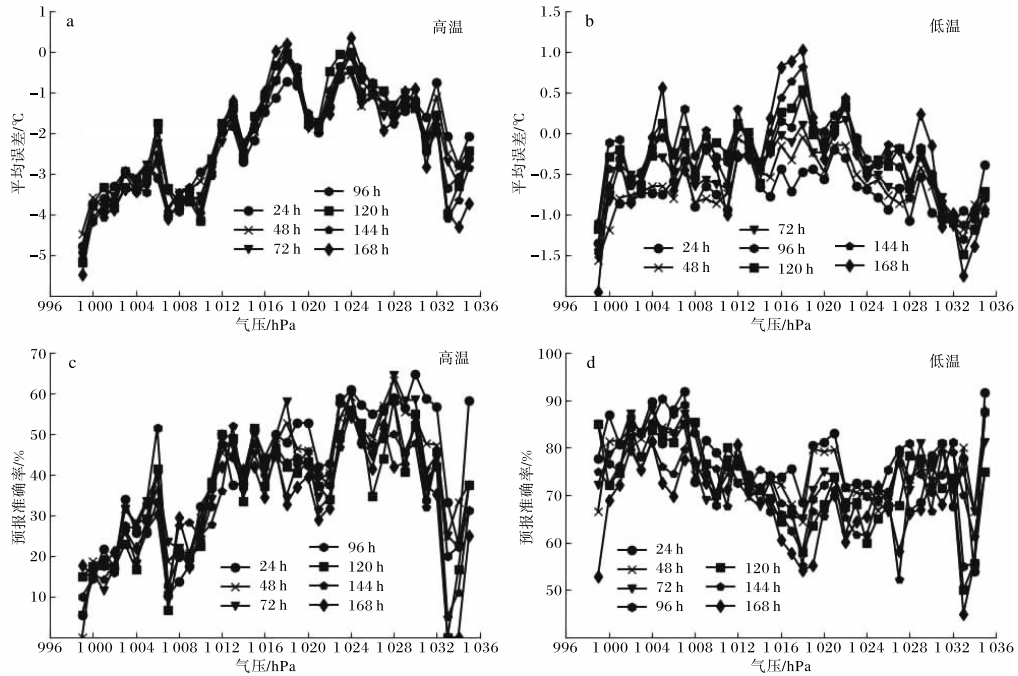 a
高温
平均误差/℃
1
0
−1
−2
−3
−4
−5
24 h
48 h
72 h
96 h
120 h
144 h
168 h
996
1 000
1 004
1 008
1 012
1 016
1 020
1 024
1 028
1 032
1 036
气压/hPa
b
低温
平均误差/℃
1.5
1.0
0.5
0.0
−0.5
−1.0
−1.5
−2.0
24 h
48 h
72 h
96 h
120 h
144 h
168 h
996
1 000
1 004
1 008
1 012
1 016
1 020
1 024
1 028
1 032
1 036
气压/hPa
c
高温
预报准确率/%
70
60
50
40
30
20
10
24 h
48 h
72 h
96 h
120 h
144 h
168 h
996
1 000
1 004
1 008
1 012
1 016
1 020
1 024
1 028
1 032
1 036
气压/hPa
d
低温
预报准确率/%
100
90
80
70
60
50
40
24 h
48 h
72 h
96 h
120 h
144 h
168 h
996
1 000
1 004
1 008
1 012
1 016
1 020
1 024
1 028
1 032
1 036
气压/hPa